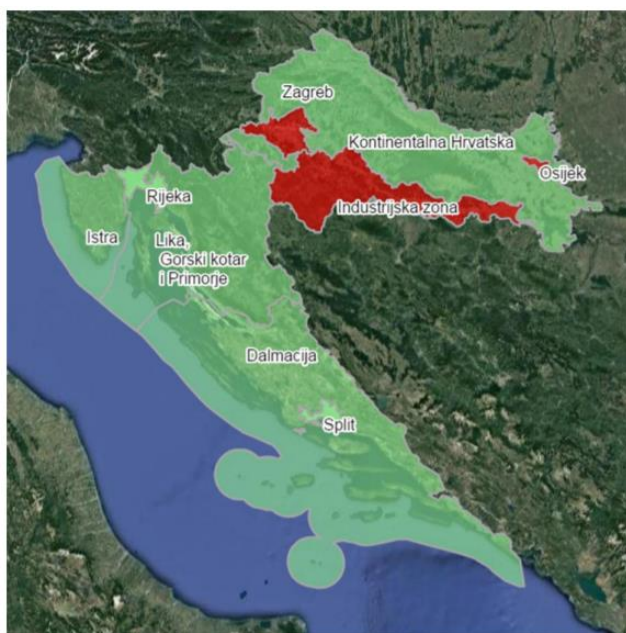 Zagreb
Kontinentalna Hrvatska
Osijek
Rijeka
Industrijska zona
Istra
Lika,
Gorski kotar
i Primorje
Dalmacija
Split